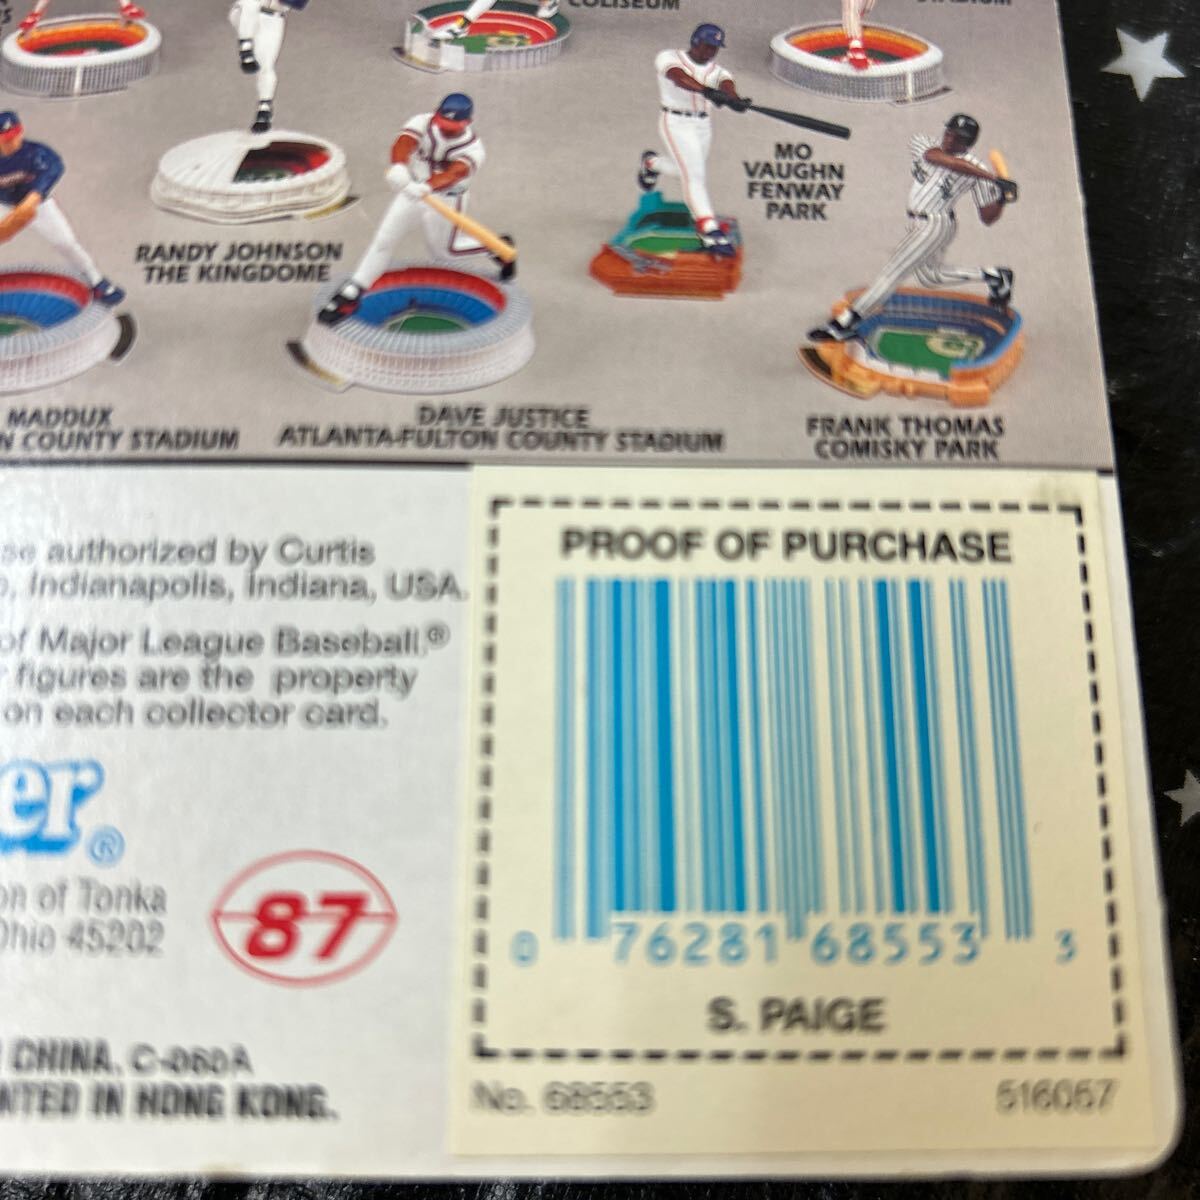 COLISEUM
MO
VAUGHN
FENWAY
PARK
RANDY JOHNSON
THE KINGDOME
MADDUX
N COUNTY STADIUM
DAVE JUSTICE
ATLANTA-FULTON COUNTY STADIUM
FRANK THOMAS
COMISKY PARK
se authorized by Curtis
, Indianapolis, Indiana, USA.
of Major League Baseball.®
figures are the property
on each collector card.
er®
on of Tonka
Ohio 45202
87
CHINA. C-060A
NTED IN HONG KONG.
PROOF OF PURCHASE
0 76281 68553 3
S. PAIGE
No. 68553 516057